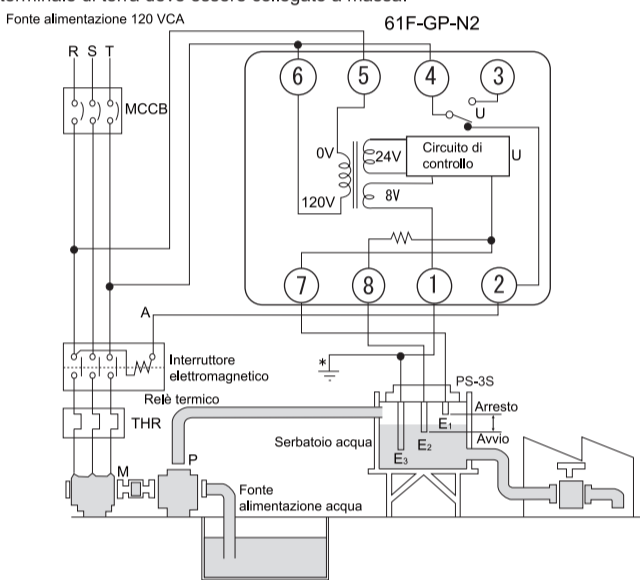 terminale di terra deve essere collegato a massa.
Fonte alimentazione 120 VCA
61F-GP-N2
R S T
MCCB
6
5
4
3
U
0V
24V
Circuito di
controllo
U
120V
8V
7
8
1
2
A
*
Interruttore
elettromagnetico
PS-3S
Relè termico
THR
Arresto
E1
Serbatoio acqua
E2
Avvio
E3
M
P
Fonte
alimentazione acqua